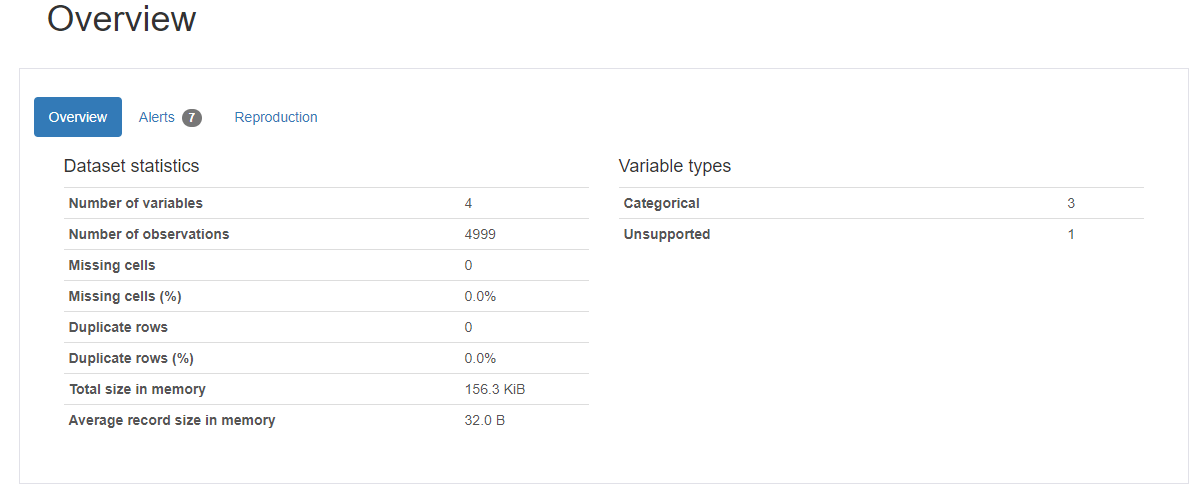 Overview
Overview Alerts 7 Reproduction
Dataset statistics
Number of variables 4
Number of observations 4999
Missing cells 0
Missing cells (%) 0.0%
Duplicate rows 0
Duplicate rows (%) 0.0%
Total size in memory 156.3 KiB
Average record size in memory 32.0 B
Variable types
Categorical 3
Unsupported 1